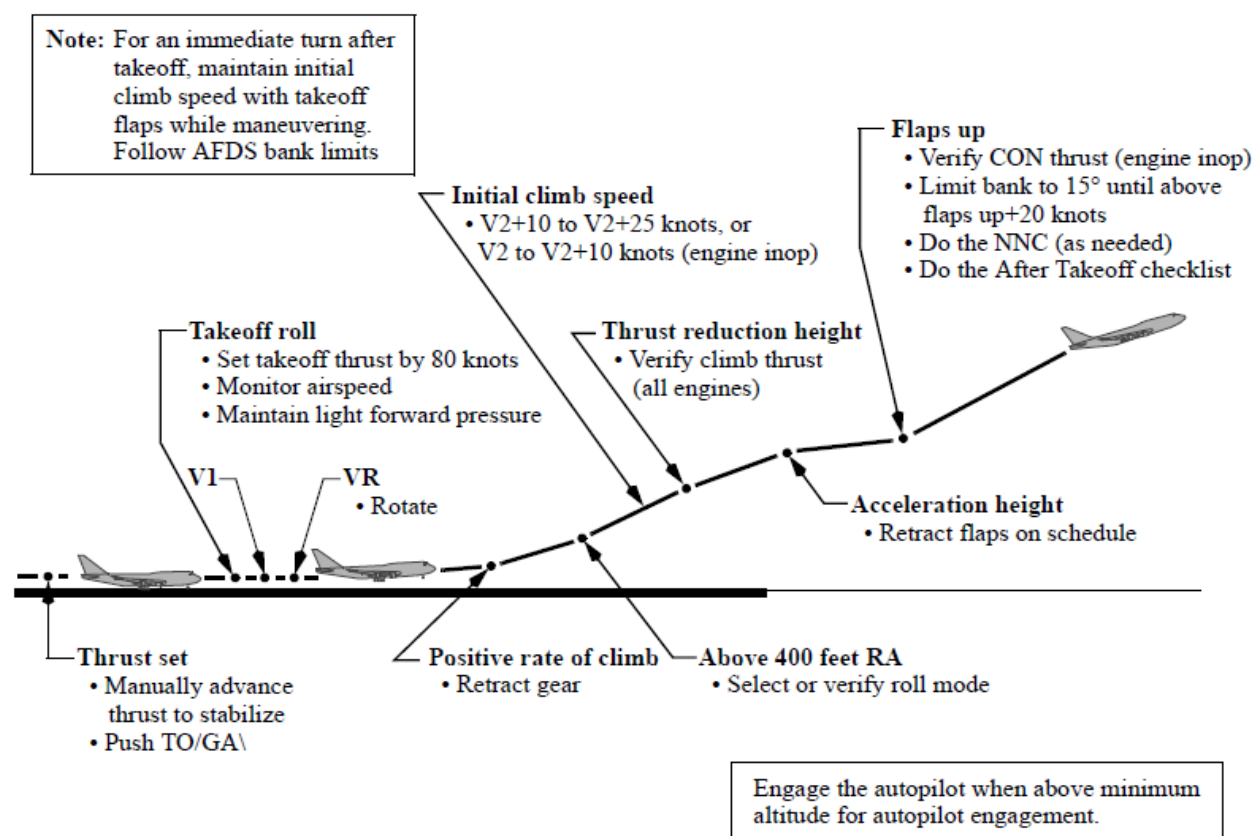 Note: For an immediate turn after
takeoff, maintain initial
climb speed with takeoff
flaps while maneuvering.
Follow AFDS bank limits
Flaps up
• Verify CON thrust (engine inop)
• Limit bank to 15° until above
flaps up+20 knots
• Do the NNC (as needed)
• Do the After Takeoff checklist
Initial climb speed
• V2+10 to V2+25 knots, or
V2 to V2+10 knots (engine inop)
Thrust reduction height
• Verify climb thrust
(all engines)
Takeoff roll
• Set takeoff thrust by 80 knots
• Monitor airspeed
• Maintain light forward pressure
V1
VR
• Rotate
Acceleration height
• Retract flaps on schedule
Thrust set
• Manually advance
thrust to stabilize
• Push TO/GA\
Positive rate of climb
• Retract gear
Above 400 feet RA
• Select or verify roll mode
Engage the autopilot when above minimum
altitude for autopilot engagement.